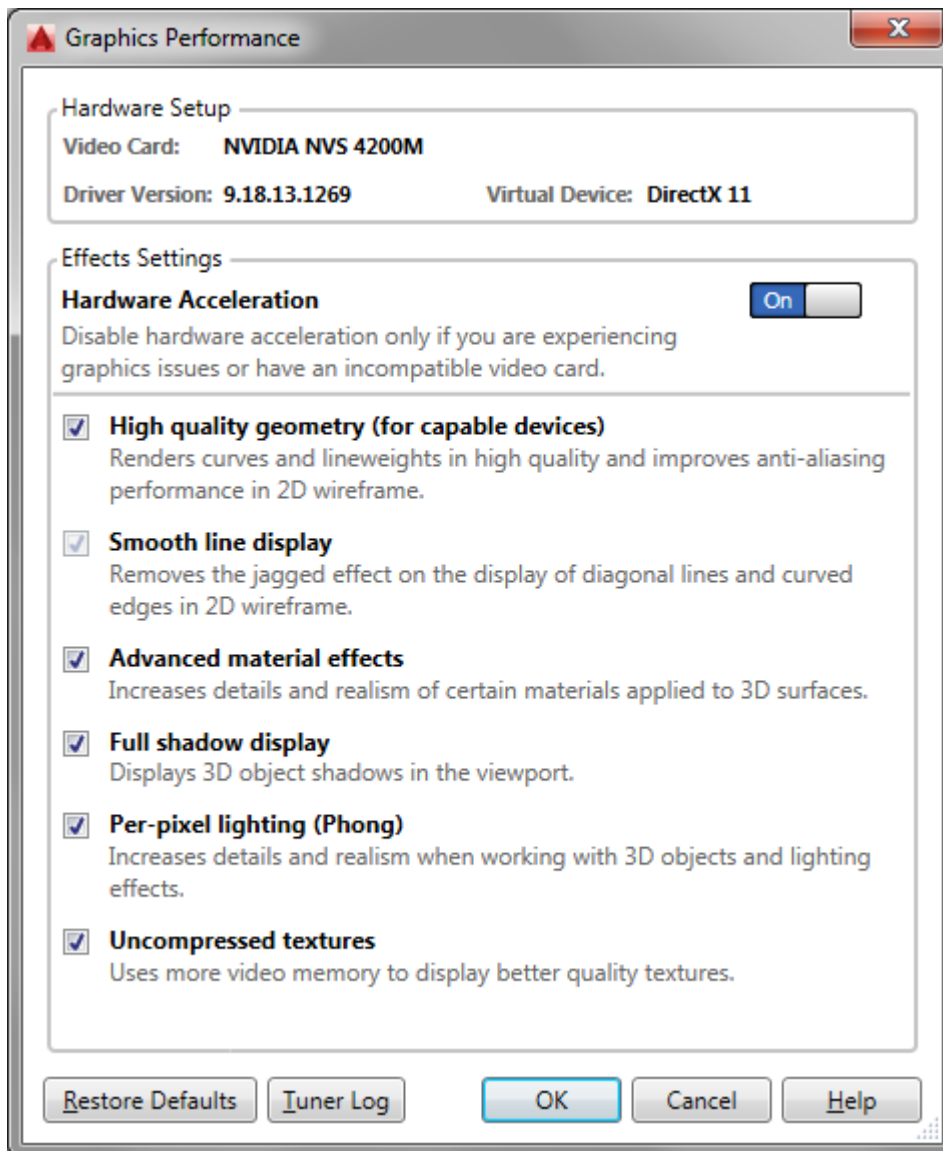 Graphics Performance
Hardware Setup
Video Card: NVIDIA NVS 4200M
Driver Version: 9.18.13.1269 Virtual Device: DirectX 11
Effects Settings
Hardware Acceleration On
Disable hardware acceleration only if you are experiencing
graphics issues or have an incompatible video card.
High quality geometry (for capable devices)
Renders curves and lineweights in high quality and improves anti-aliasing
performance in 2D wireframe.
Smooth line display
Removes the jagged effect on the display of diagonal lines and curved
edges in 2D wireframe.
Advanced material effects
Increases details and realism of certain materials applied to 3D surfaces.
Full shadow display
Displays 3D object shadows in the viewport.
Per-pixel lighting (Phong)
Increases details and realism when working with 3D objects and lighting
effects.
Uncompressed textures
Uses more video memory to display better quality textures.
Restore Defaults Tuner Log OK Cancel Help